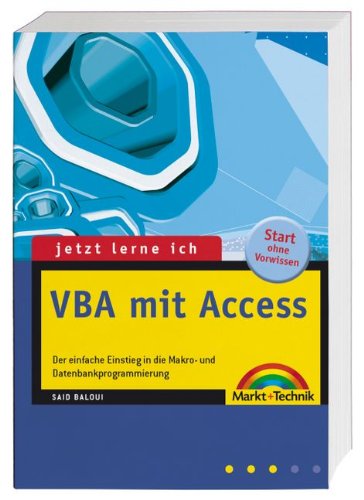 jetzt lerne ich
Start
ohne
Vorwissen
VBA mit Access
Der einfache Einstieg in die Makro- und
Datenbankprogrammierung
SAID BALOUI
Markt+Technik